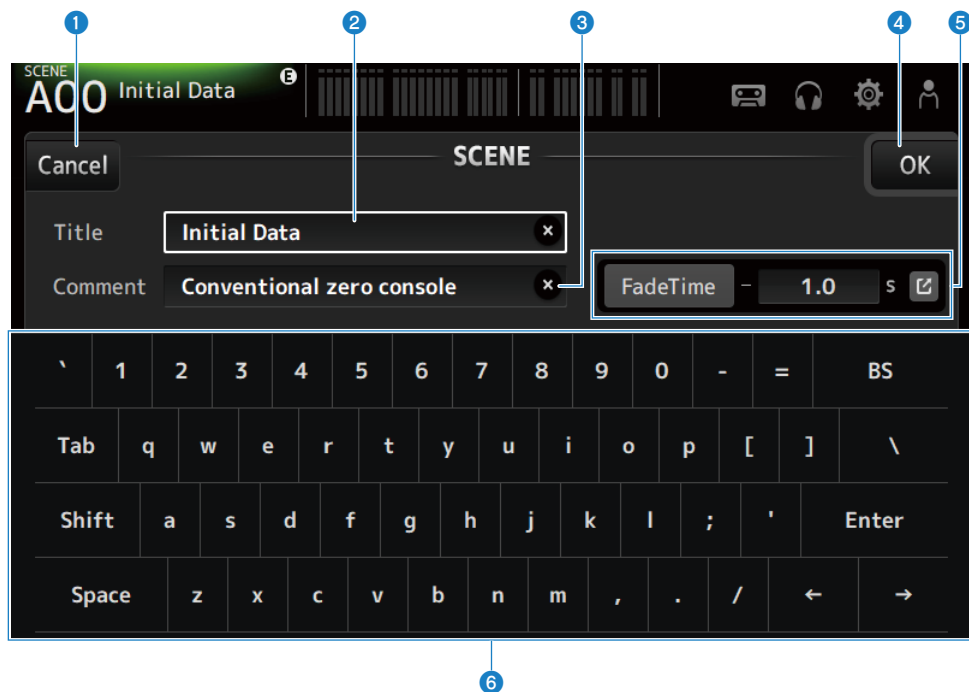 1 2 3 4 5
SCENE
A00 Initial Data E
Cancel SCENE OK
Title Initial Data ×
Comment Conventional zero console × FadeTime – 1.0 s
` 1 2 3 4 5 6 7 8 9 0 - = BS
Tab q w e r t y u i o p [ ] \
Shift a s d f g h j k l ; ' Enter
Space z x c v b n m , . / ← →
6